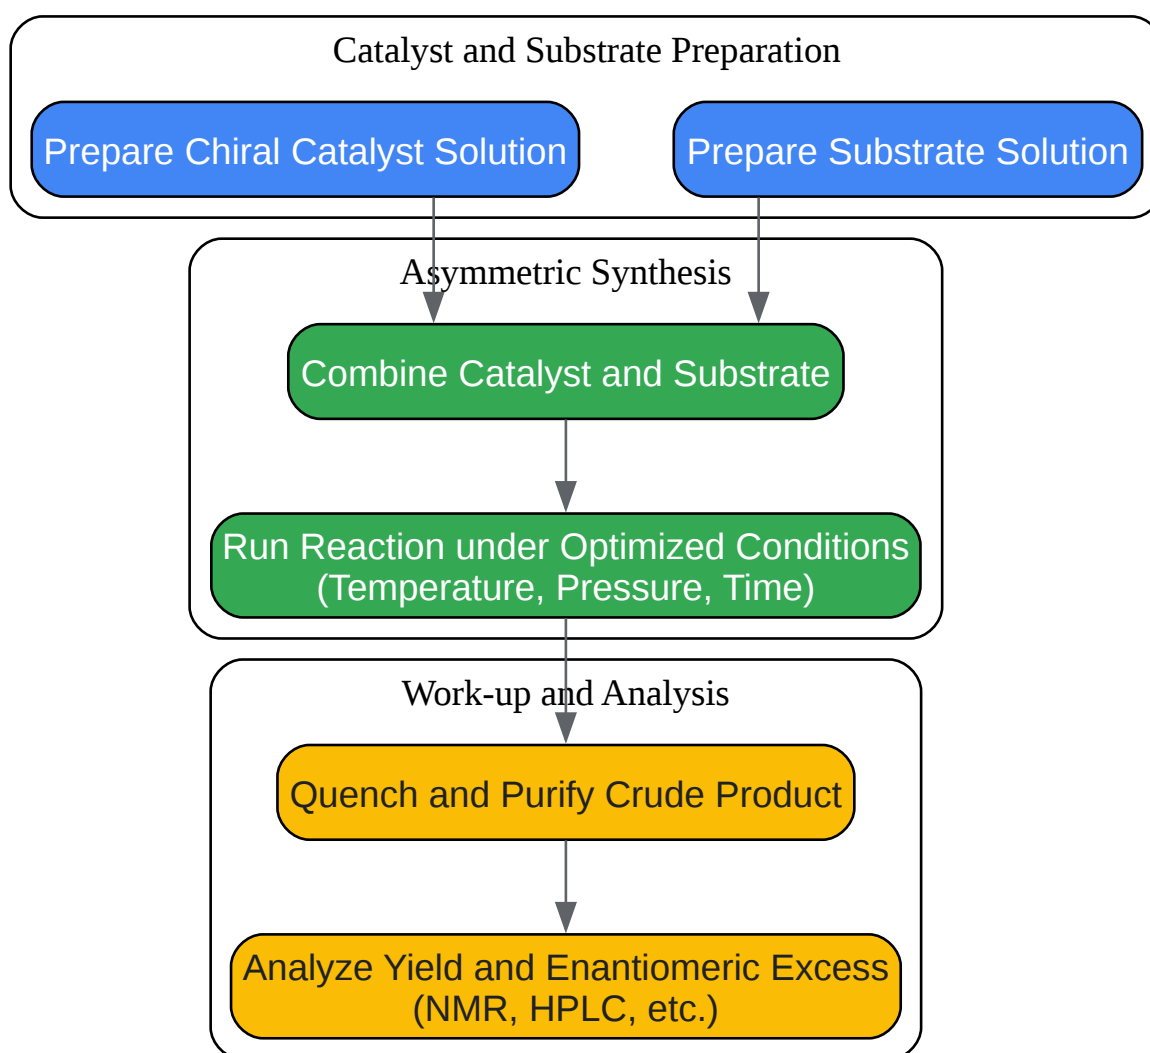 Catalyst and Substrate Preparation
Prepare Chiral Catalyst Solution
Prepare Substrate Solution
Asymmetric Synthesis
Combine Catalyst and Substrate
Run Reaction under Optimized Conditions
(Temperature, Pressure, Time)
Work-up and Analysis
Quench and Purify Crude Product
Analyze Yield and Enantiomeric Excess
(NMR, HPLC, etc.)